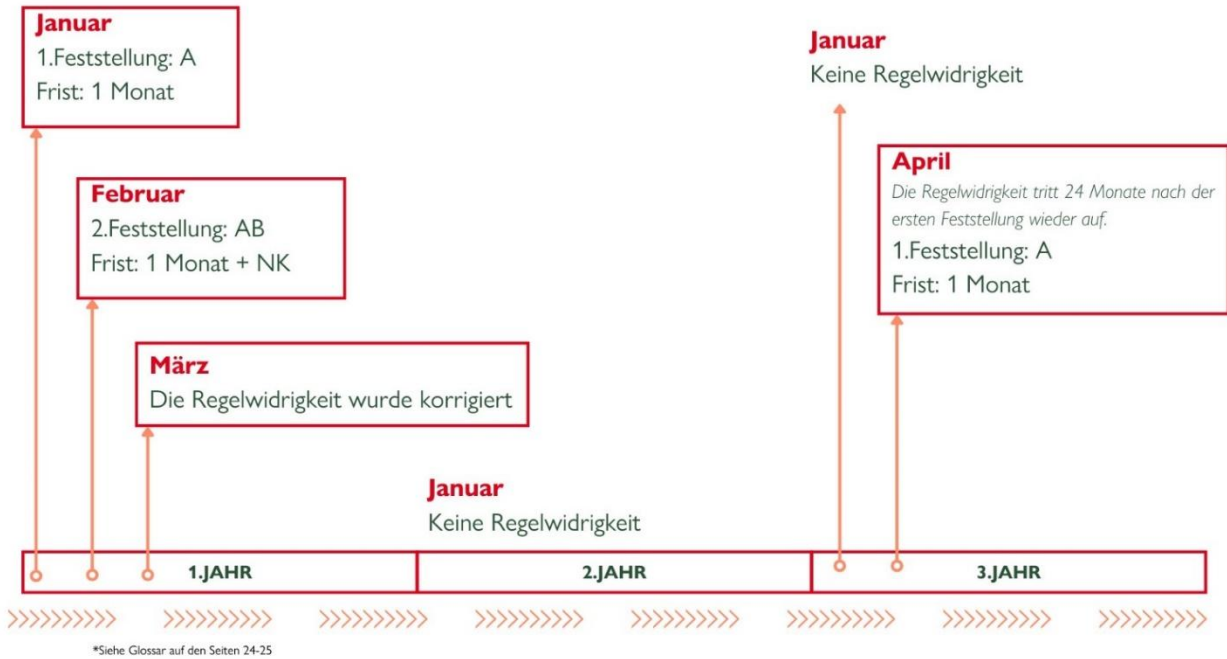 Januar
1.Feststellung: A
Frist: 1 Monat
Februar
2.Feststellung: AB
Frist: 1 Monat + NK
März
Die Regelwidrigkeit wurde korrigiert
Januar
Keine Regelwidrigkeit
Januar
Keine Regelwidrigkeit
April
Die Regelwidrigkeit tritt 24 Monate nach der
ersten Feststellung wieder auf.
1.Feststellung: A
Frist: 1 Monat
1.JAHR
2.JAHR
3.JAHR
*Siehe Glossar auf den Seiten 24-25